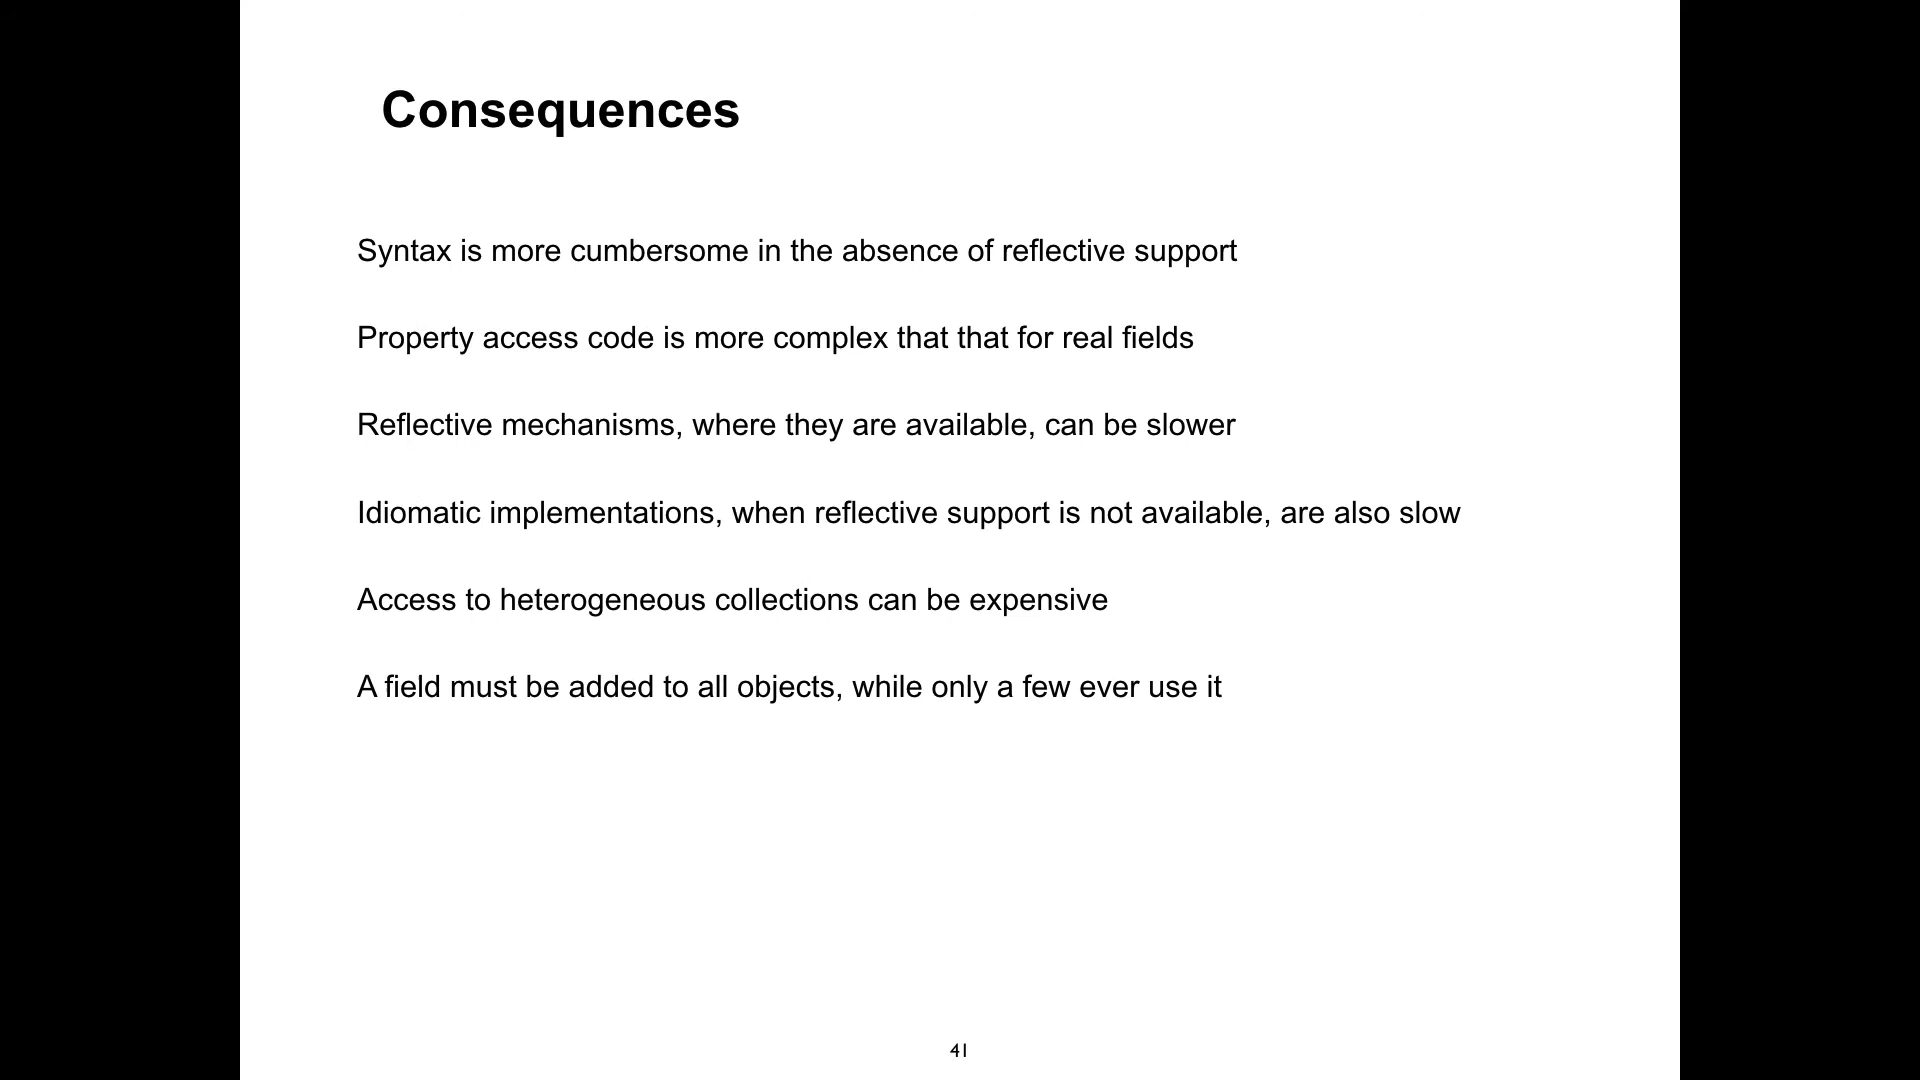 Consequences
Syntax is more cumbersome in the absence of reflective support
Property access code is more complex that that for real fields
Reflective mechanisms, where they are available, can be slower
Idiomatic implementations, when reflective support is not available, are also slow
Access to heterogeneous collections can be expensive
A field must be added to all objects, while only a few ever use it
41